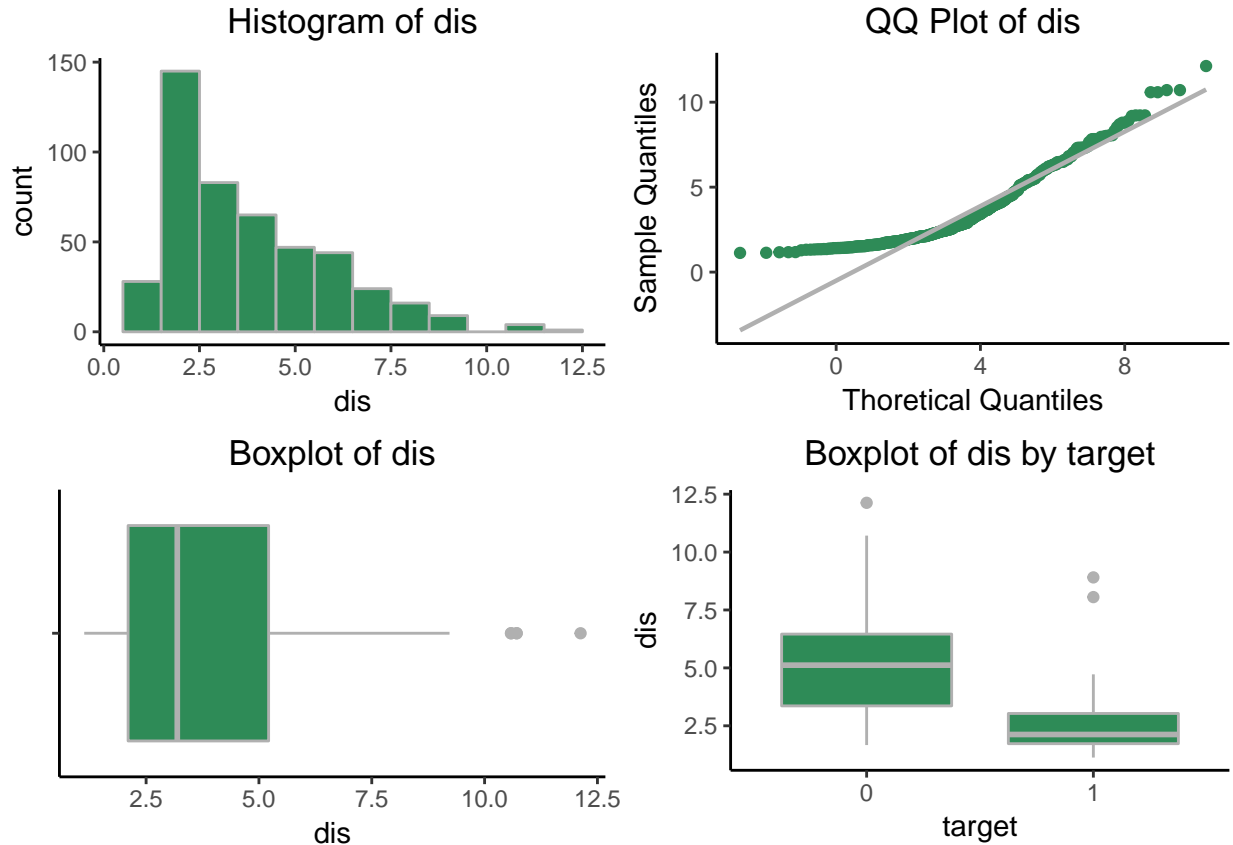 Histogram of dis
150
100
50
0
count
0.0 2.5 5.0 7.5 10.0 12.5
dis
QQ Plot of dis
10
5
0
Sample Quantiles
0 4 8
Thoretical Quantiles
Boxplot of dis
2.5 5.0 7.5 10.0 12.5
dis
Boxplot of dis by target
12.5
10.0
7.5
5.0
2.5
dis
0 1
target